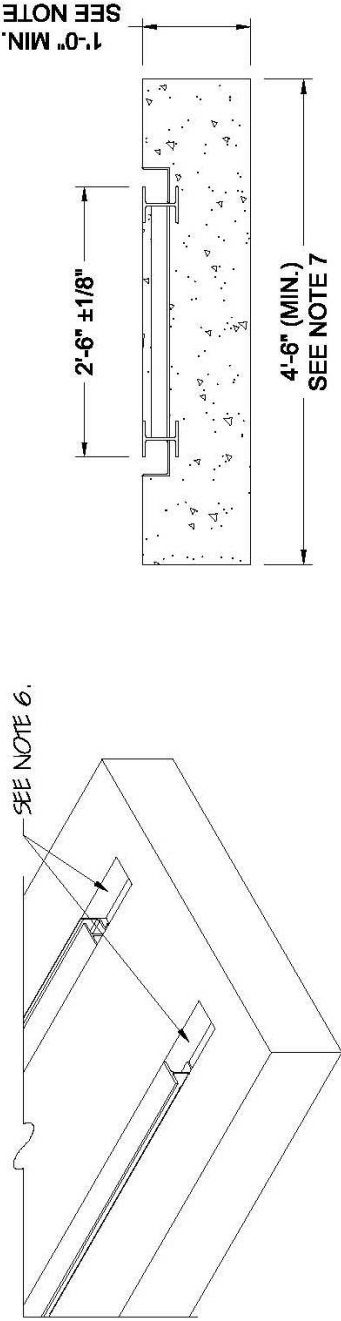 SEE NOTE 6.
2'-6" ±1/8"
4'-6" (MIN.)
SEE NOTE 7
1'-0" MIN.
SEE NOTE